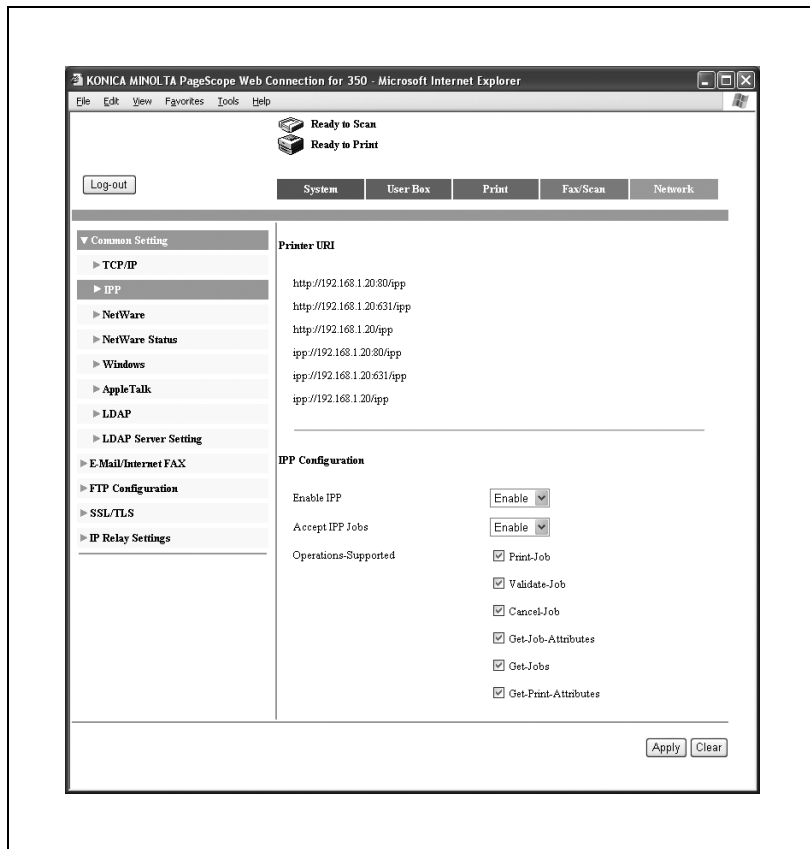 KONICA MINOLTA PageScope Web Connection for 350 - Microsoft Internet Explorer
File Edit View Favorites Tools Help
Ready to Scan
Ready to Print
Log-out
System User Box Print Fax/Scan Network
Common Setting
TCP/IP
IPP
NetWare
NetWare Status
Windows
AppleTalk
LDAP
LDAP Server Setting
E-Mail/Internet FAX
FTP Configuration
SSL/TLS
IP Relay Settings
Printer URI
http://192.168.1.20:80/ipp
http://192.168.1.20:631/ipp
http://192.168.1.20/ipp
ipp://192.168.1.20:80/ipp
ipp://192.168.1.20:631/ipp
ipp://192.168.1.20/ipp
IPP Configuration
Enable IPP Enable
Accept IPP Jobs Enable
Operations-Supported Print-Job
Validate-Job
Cancel-Job
Get-Job-Attributes
Get-Jobs
Get-Print-Attributes
Apply Clear